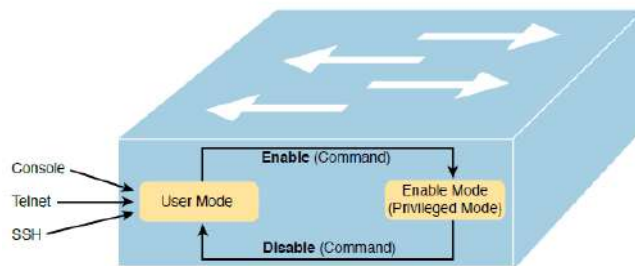 Enable (Command)
Console
Telnet
SSH
User Mode
Enable Mode
(Privileged Mode)
Disable (Command)